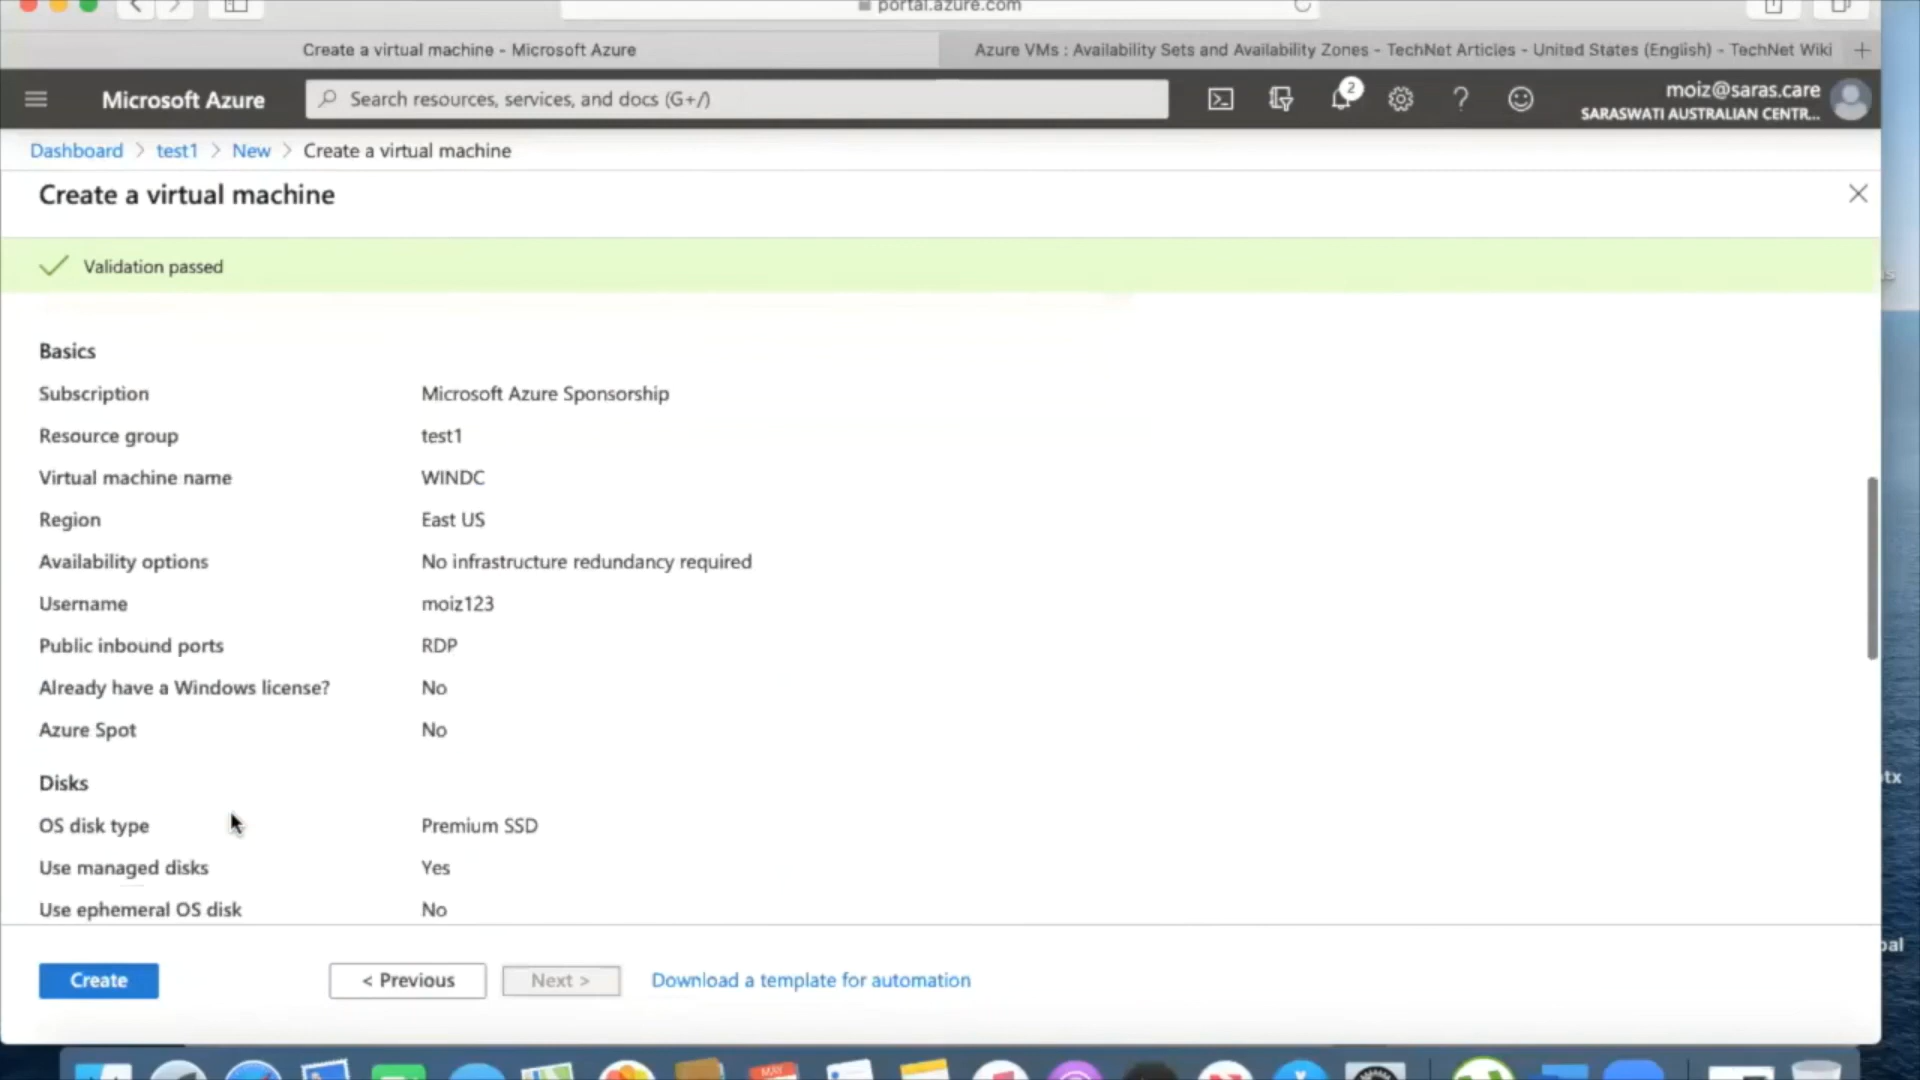 portal.azure.com
Create a virtual machine - Microsoft Azure
Azure VMs : Availability Sets and Availability Zones - TechNet Articles - United States (English) - TechNet Wiki
Microsoft Azure
Search resources, services, and docs (G+/)
2
moiz@saras.care
SARASWATI AUSTRALIAN CENTR...
Dashboard > test1 > New > Create a virtual machine
Create a virtual machine
Validation passed
Basics
Subscription Microsoft Azure Sponsorship
Resource group test1
Virtual machine name WINDC
Region East US
Availability options No infrastructure redundancy required
Username moiz123
Public inbound ports RDP
Already have a Windows license? No
Azure Spot No
Disks
OS disk type Premium SSD
Use managed disks Yes
Use ephemeral OS disk No
Create
< Previous
Next >
Download a template for automation
MAY